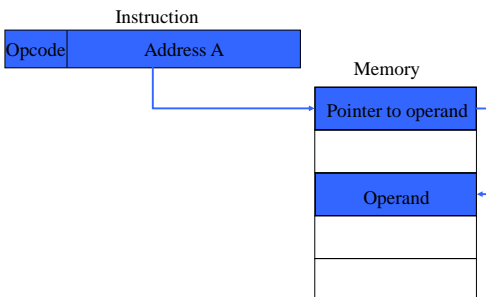 Instruction
Opcode Address A
Memory
Pointer to operand
Operand